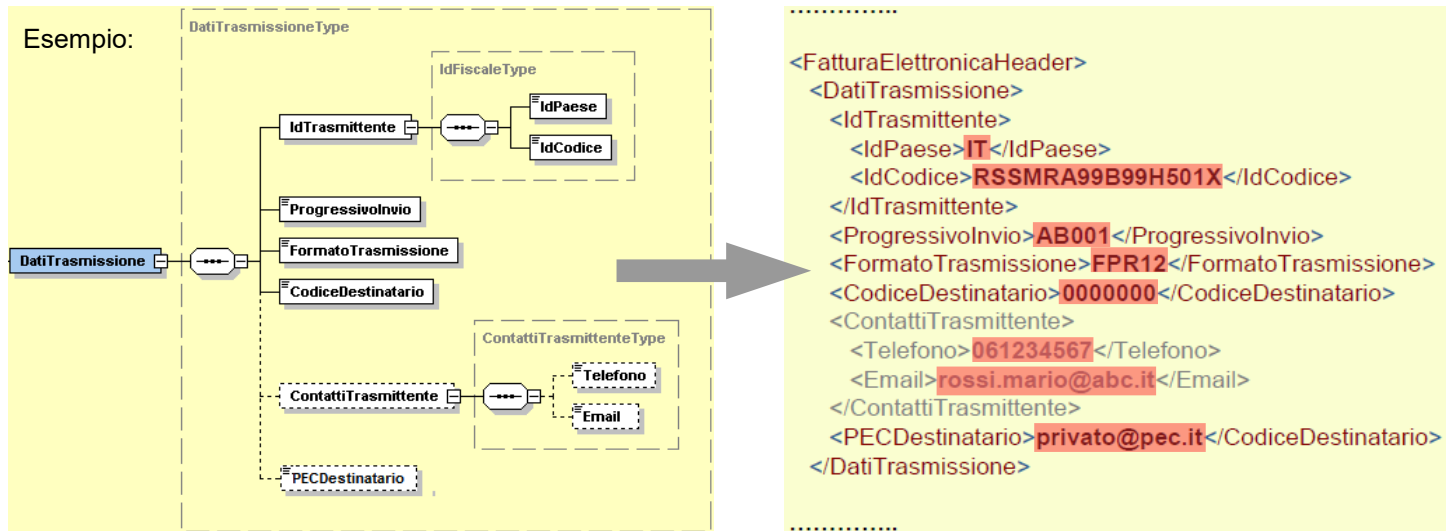 Esempio:
DatiTrasmissioneType
IdFiscaleType
IdPaese
IdTrasmittente
IdCodice
ProgressivoInvio
FormatoTrasmissione
DatiTrasmissione
CodiceDestinatario
ContattiTrasmittenteType
Telefono
ContattiTrasmittente
Email
PECDestinatario
..............
<FatturaElettronicaHeader>
<DatiTrasmissione>
<IdTrasmittente>
<IdPaese>IT</IdPaese>
<IdCodice>RSSMRA99B99H501X</IdCodice>
</IdTrasmittente>
<ProgressivoInvio>AB001</ProgressivoInvio>
<FormatoTrasmissione>FPR12</FormatoTrasmissione>
<CodiceDestinatario>0000000</CodiceDestinatario>
<ContattiTrasmittente>
<Telefono>061234567</Telefono>
<Email>rossi.mario@abc.it</Email>
</ContattiTrasmittente>
<PECDestinatario>privato@pec.it</CodiceDestinatario>
</DatiTrasmissione>
..............